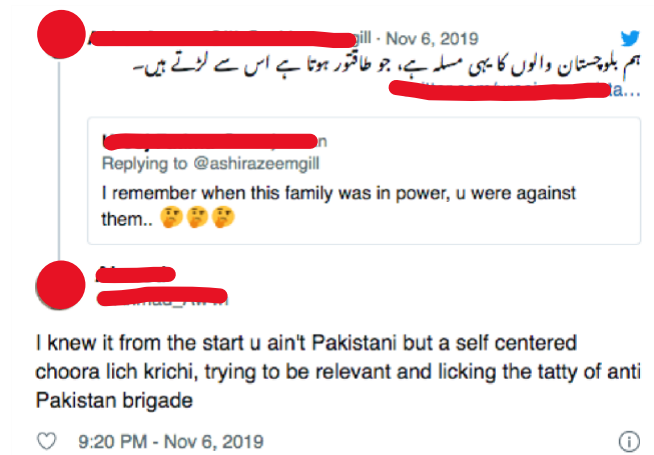 gill · Nov 6, 2019
ہم بلوچستان والوں کا یہی مسلہ ہے، جو طاقتور ہوتا ہے اس سے لڑتے ہیں۔
ta...
n
Replying to @ashirazeemgill
I remember when this family was in power, u were against
them.. 🤔🤔🤔
I knew it from the start u ain't Pakistani but a self centered
choora lich krichi, trying to be relevant and licking the tatty of anti
Pakistan brigade
9:20 PM - Nov 6, 2019